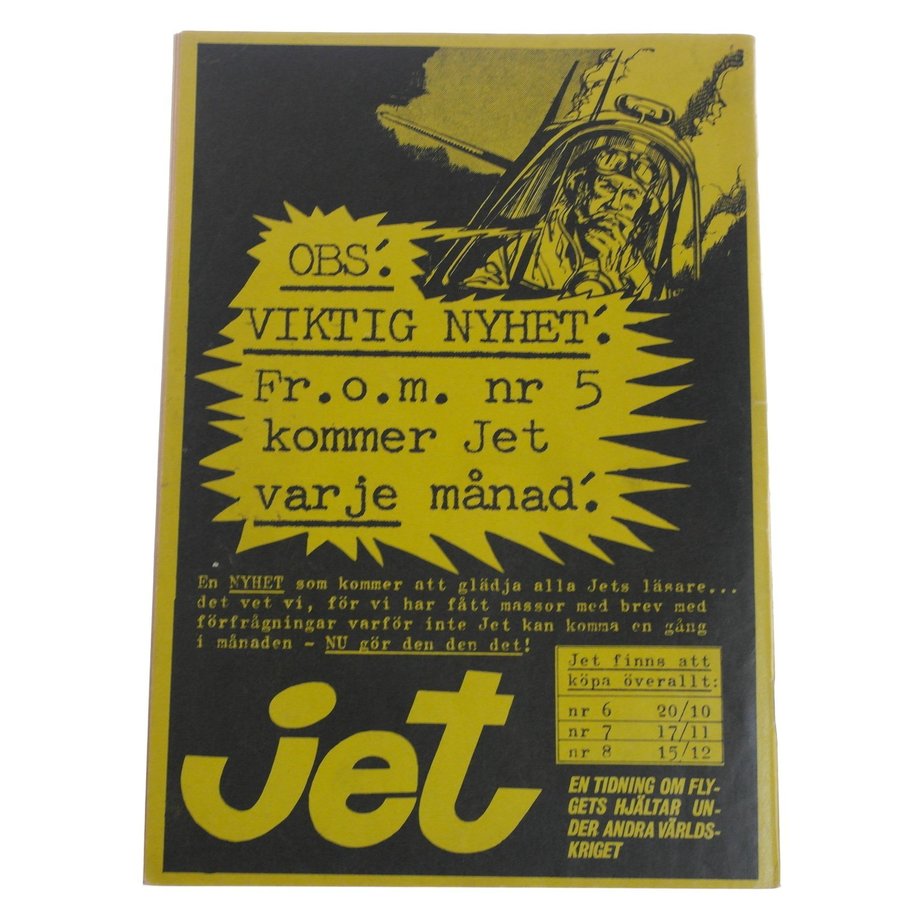 OBS!
VIKTIG NYHET!
Fr.o.m. nr 5
kommer Jet
varje månad!
En NYHET som kommer att glädja alla Jets läsare...
det vet vi, för vi har fått massor med brev med
förfrågningar varför inte Jet kan komma en gång
i månaden - NU gör den den det!
Jet finns att
köpa överallt:
nr 6 20/10
nr 7 17/11
nr 8 15/12
jet
EN TIDNING OM FLY-
GETS HJÄLTAR UN-
DER ANDRA VÄRLDS-
KRIGET